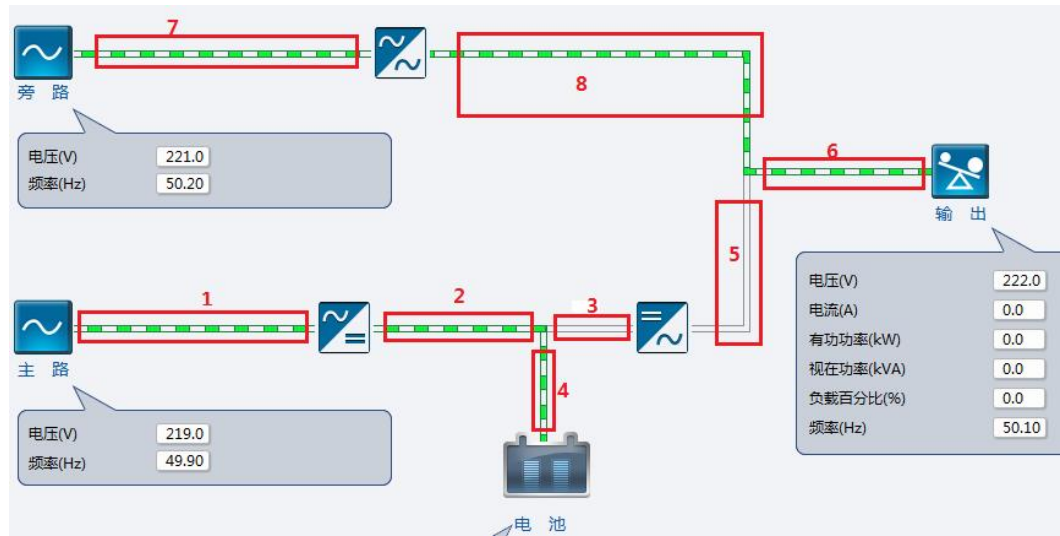 7
旁 路
8
电压(V) 221.0
频率(Hz) 50.20
6
输 出
5
电压(V) 222.0
电流(A) 0.0
有功功率(kW) 0.0
视在功率(kVA) 0.0
负载百分比(%) 0.0
频率(Hz) 50.10
1
2
3
主 路
4
电压(V) 219.0
频率(Hz) 49.90
电 池